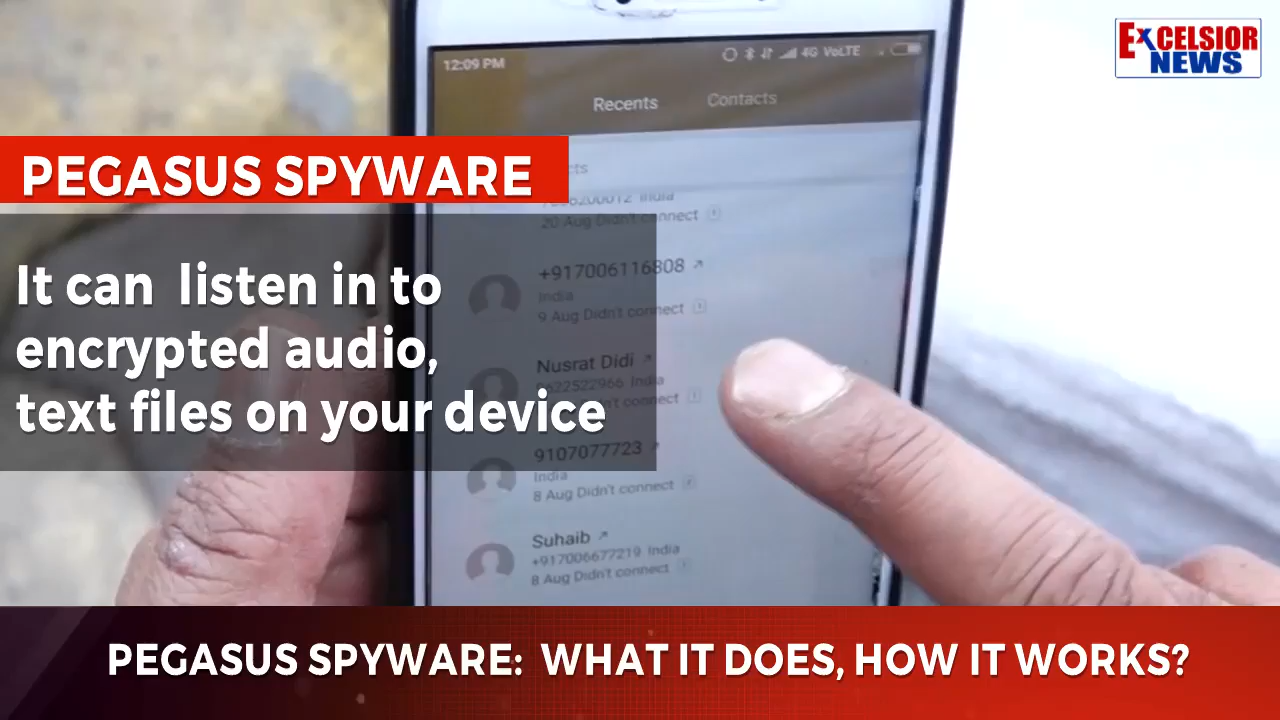 EXCELSIOR
NEWS
12:09 PM
4G VoLTE
Recents Contacts
PEGASUS SPYWARE
India
20 Aug Didn't connect
It can listen in to
encrypted audio,
text files on your device
+917006116808
India
9 Aug Didn't connect
Nusrat Didi
India
Didn't connect
9107077723
India
8 Aug Didn't connect
Suhaib
+917006677219 India
8 Aug Didn't connect
PEGASUS SPYWARE: WHAT IT DOES, HOW IT WORKS?